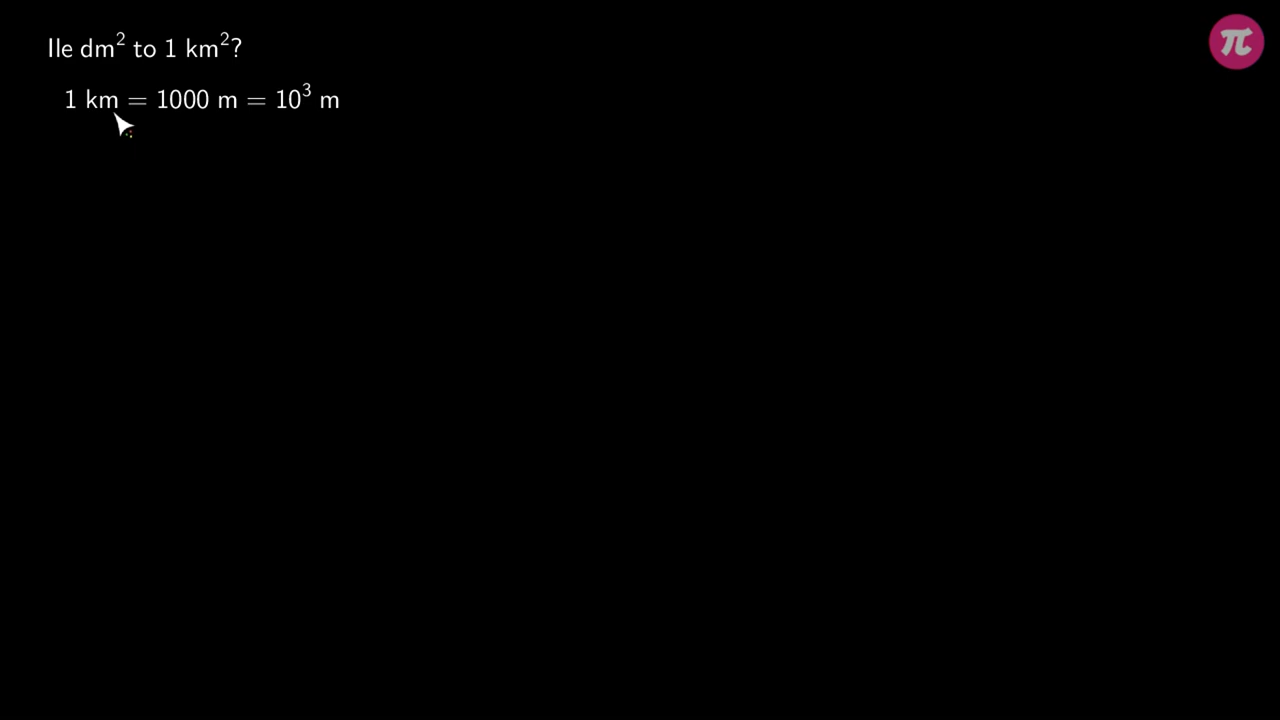 Ile dm² to 1 km²?
1 km = 1000 m = 10³ m
π